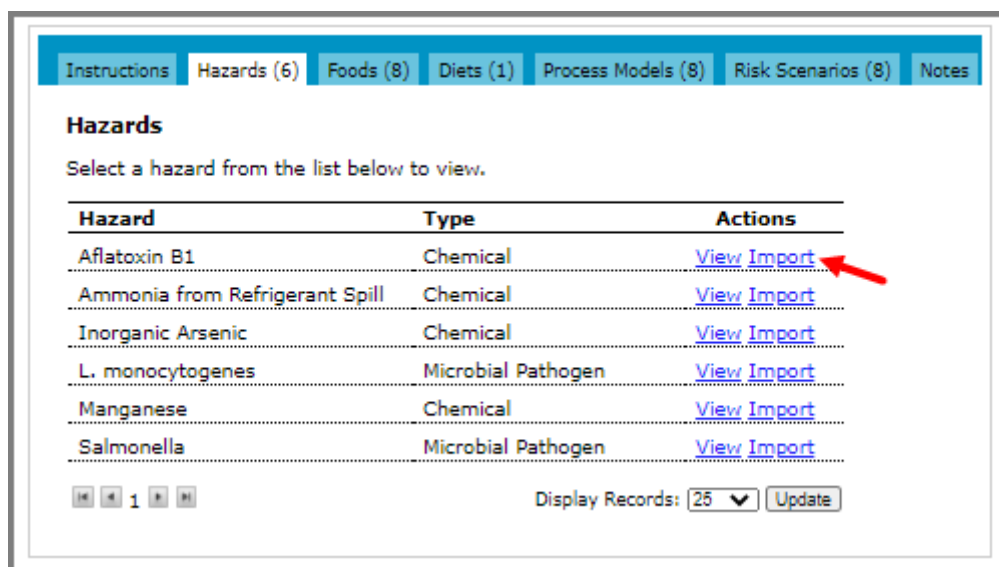 Instructions Hazards (6) Foods (8) Diets (1) Process Models (8) Risk Scenarios (8) Notes
Hazards
Select a hazard from the list below to view.
Hazard Type Actions
Aflatoxin B1 Chemical View Import
Ammonia from Refrigerant Spill Chemical View Import
Inorganic Arsenic Chemical View Import
L. monocytogenes Microbial Pathogen View Import
Manganese Chemical View Import
Salmonella Microbial Pathogen View Import
1 Display Records: 25 Update